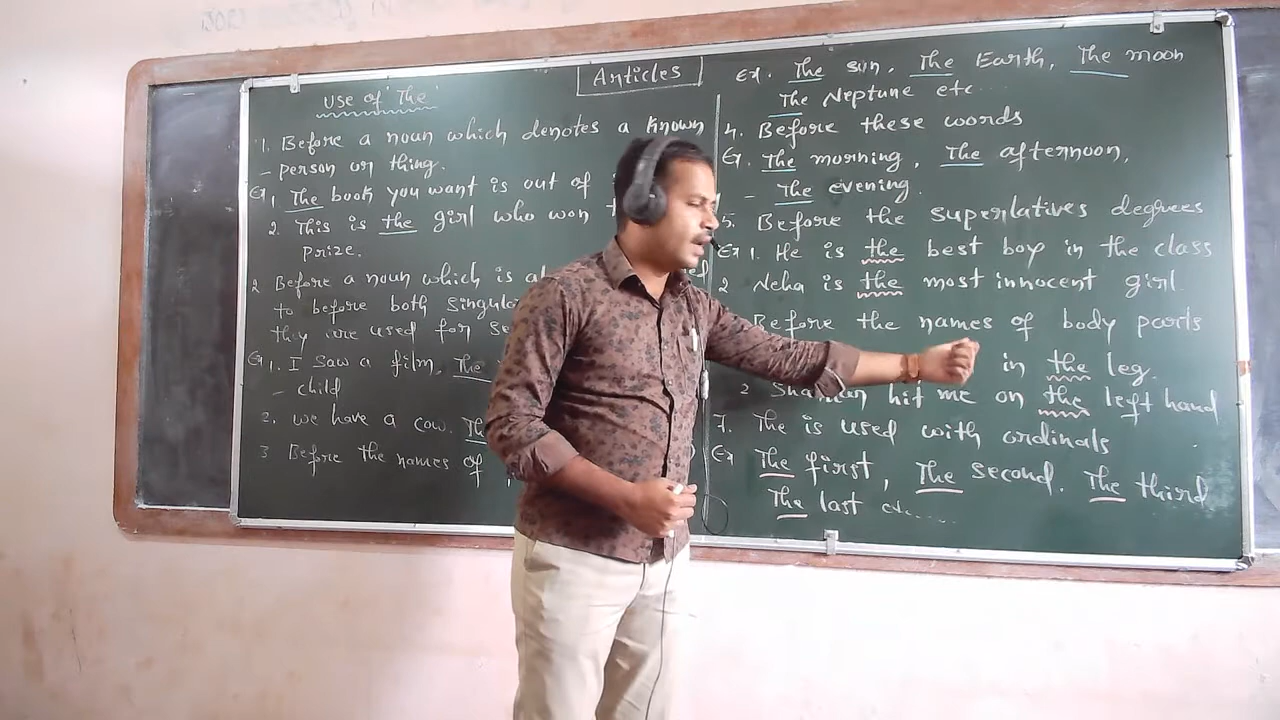 Articles
Use of "The"
1. Before a noun which denotes a known
- person or thing.
Ex 1 The book you want is out of
2. This is the girl who won
prize.
2 Before a noun which is
to before both
they are used for
Ex 1. I saw a film. The
- child
2. we have a cow.
3 Before the names of
Ex. The sun, The Earth, The moon
The Neptune etc...
4. Before these words
Ex. The morning, The afternoon,
- The evening.
5. Before the superlatives degrees
Ex 1. He is the best boy in the class
2 Neha is the most innocent girl
Before the names of body parts
in the leg.
2 hit me on the left hand
7. The is used with ordinals
Ex The first, The second. The third
The last etc.....